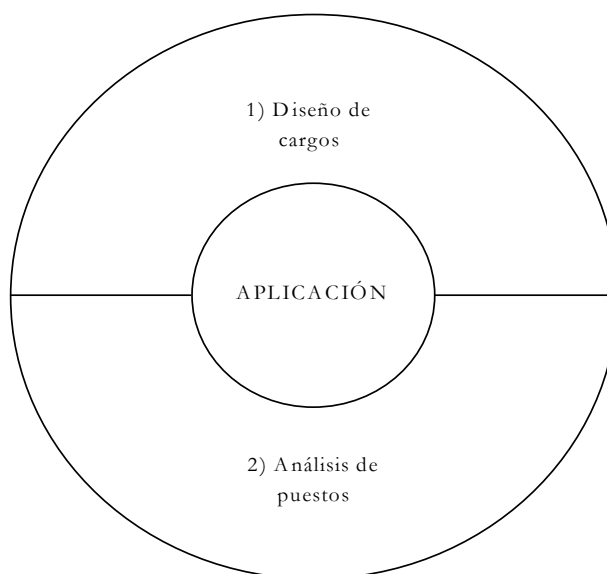 1) Diseño de
cargos
APLICACIÓN
2) Análisis de
puestos